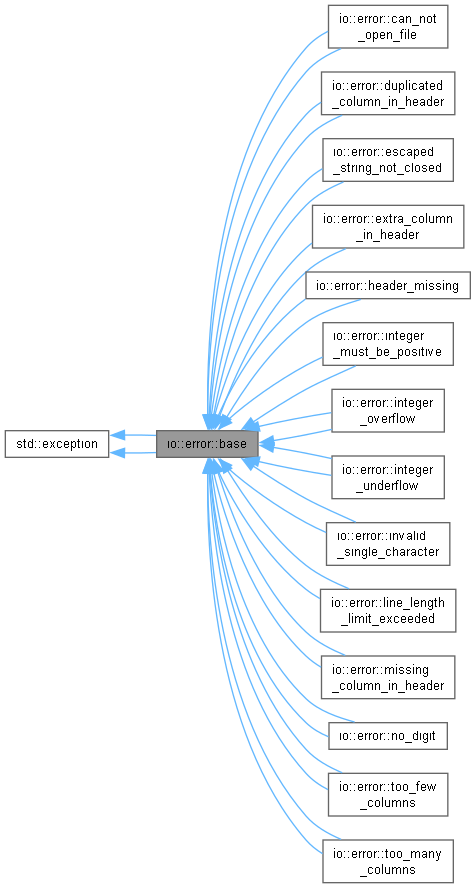 io::error::can_not
_open_file
io::error::duplicated
_column_in_header
io::error::escaped
_string_not_closed
io::error::extra_column
_in_header
io::error::header_missing
io::error::integer
_must_be_positive
io::error::integer
_overflow
std::exception
io::error::base
io::error::integer
_underflow
io::error::invalid
_single_character
io::error::line_length
_limit_exceeded
io::error::missing
_column_in_header
io::error::no_digit
io::error::too_few
_columns
io::error::too_many
_columns